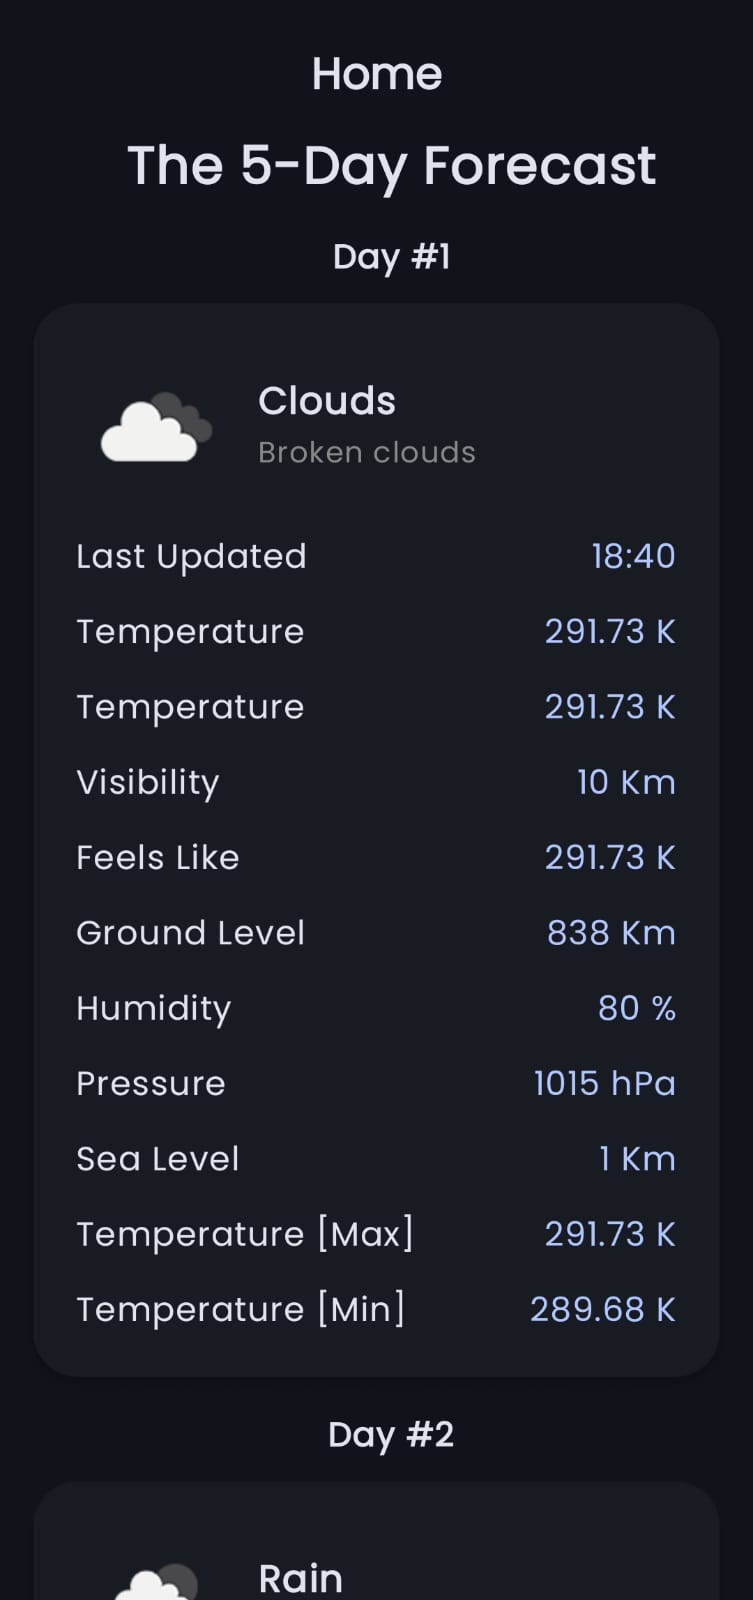 Home
The 5-Day Forecast
Day #1
Clouds
Broken clouds
Last Updated 18:40
Temperature 291.73 K
Temperature 291.73 K
Visibility 10 Km
Feels Like 291.73 K
Ground Level 838 Km
Humidity 80 %
Pressure 1015 hPa
Sea Level 1 Km
Temperature [Max] 291.73 K
Temperature [Min] 289.68 K
Day #2
Rain